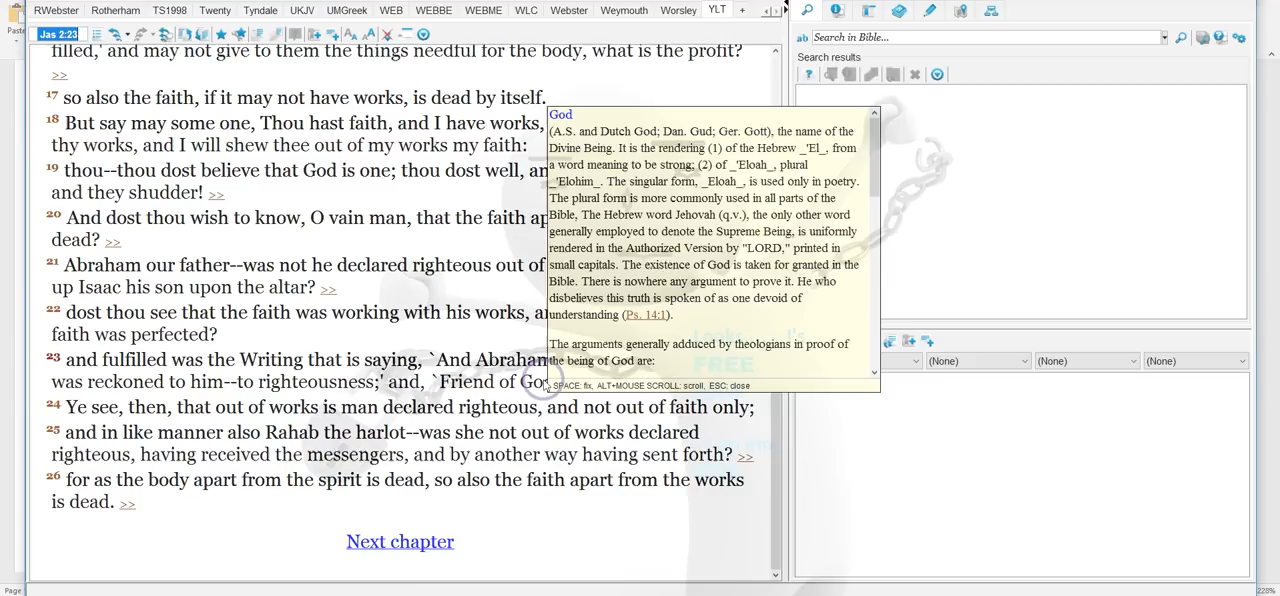 RWebster Rotherham TS1998 Twenty Tyndale UKJV UMGreek WEB WEBBE WEBME WLC Webster Weymouth Worsley YLT +
Paste
Jas 2:23
filled,' and may not give to them the things needful for the body, what is the profit?
>>
17 so also the faith, if it may not have works, is dead by itself.
18 But say may some one, Thou hast faith, and I have works,
thy works, and I will shew thee out of my works my faith:
19 thou--thou dost believe that God is one; thou dost well, an
and they shudder! >>
20 And dost thou wish to know, O vain man, that the faith ap
dead? >>
21 Abraham our father--was not he declared righteous out of
up Isaac his son upon the altar? >>
22 dost thou see that the faith was working with his works, an
faith was perfected?
23 and fulfilled was the Writing that is saying, `And Abraham
was reckoned to him--to righteousness;' and, `Friend of Go
24 Ye see, then, that out of works is man declared righteous, and not out of faith only;
25 and in like manner also Rahab the harlot--was she not out of works declared
righteous, having received the messengers, and by another way having sent forth? >>
26 for as the body apart from the spirit is dead, so also the faith apart from the works
is dead. >>
Next chapter
God
(A.S. and Dutch God; Dan. Gud; Ger. Gott), the name of the
Divine Being. It is the rendering (1) of the Hebrew _'El_, from
a word meaning to be strong; (2) of _'Eloah_, plural
_'Elohim_. The singular form, _Eloah_, is used only in poetry.
The plural form is more commonly used in all parts of the
Bible, The Hebrew word Jehovah (q.v.), the only other word
generally employed to denote the Supreme Being, is uniformly
rendered in the Authorized Version by "LORD," printed in
small capitals. The existence of God is taken for granted in the
Bible. There is nowhere any argument to prove it. He who
disbelieves this truth is spoken of as one devoid of
understanding (Ps. 14:1).
The arguments generally adduced by theologians in proof of
the being of God are:
SPACE: fix, ALT+MOUSE SCROLL: scroll, ESC: close
ab Search in Bible...
Search results
(None) (None) (None)
FREE
Page
228%